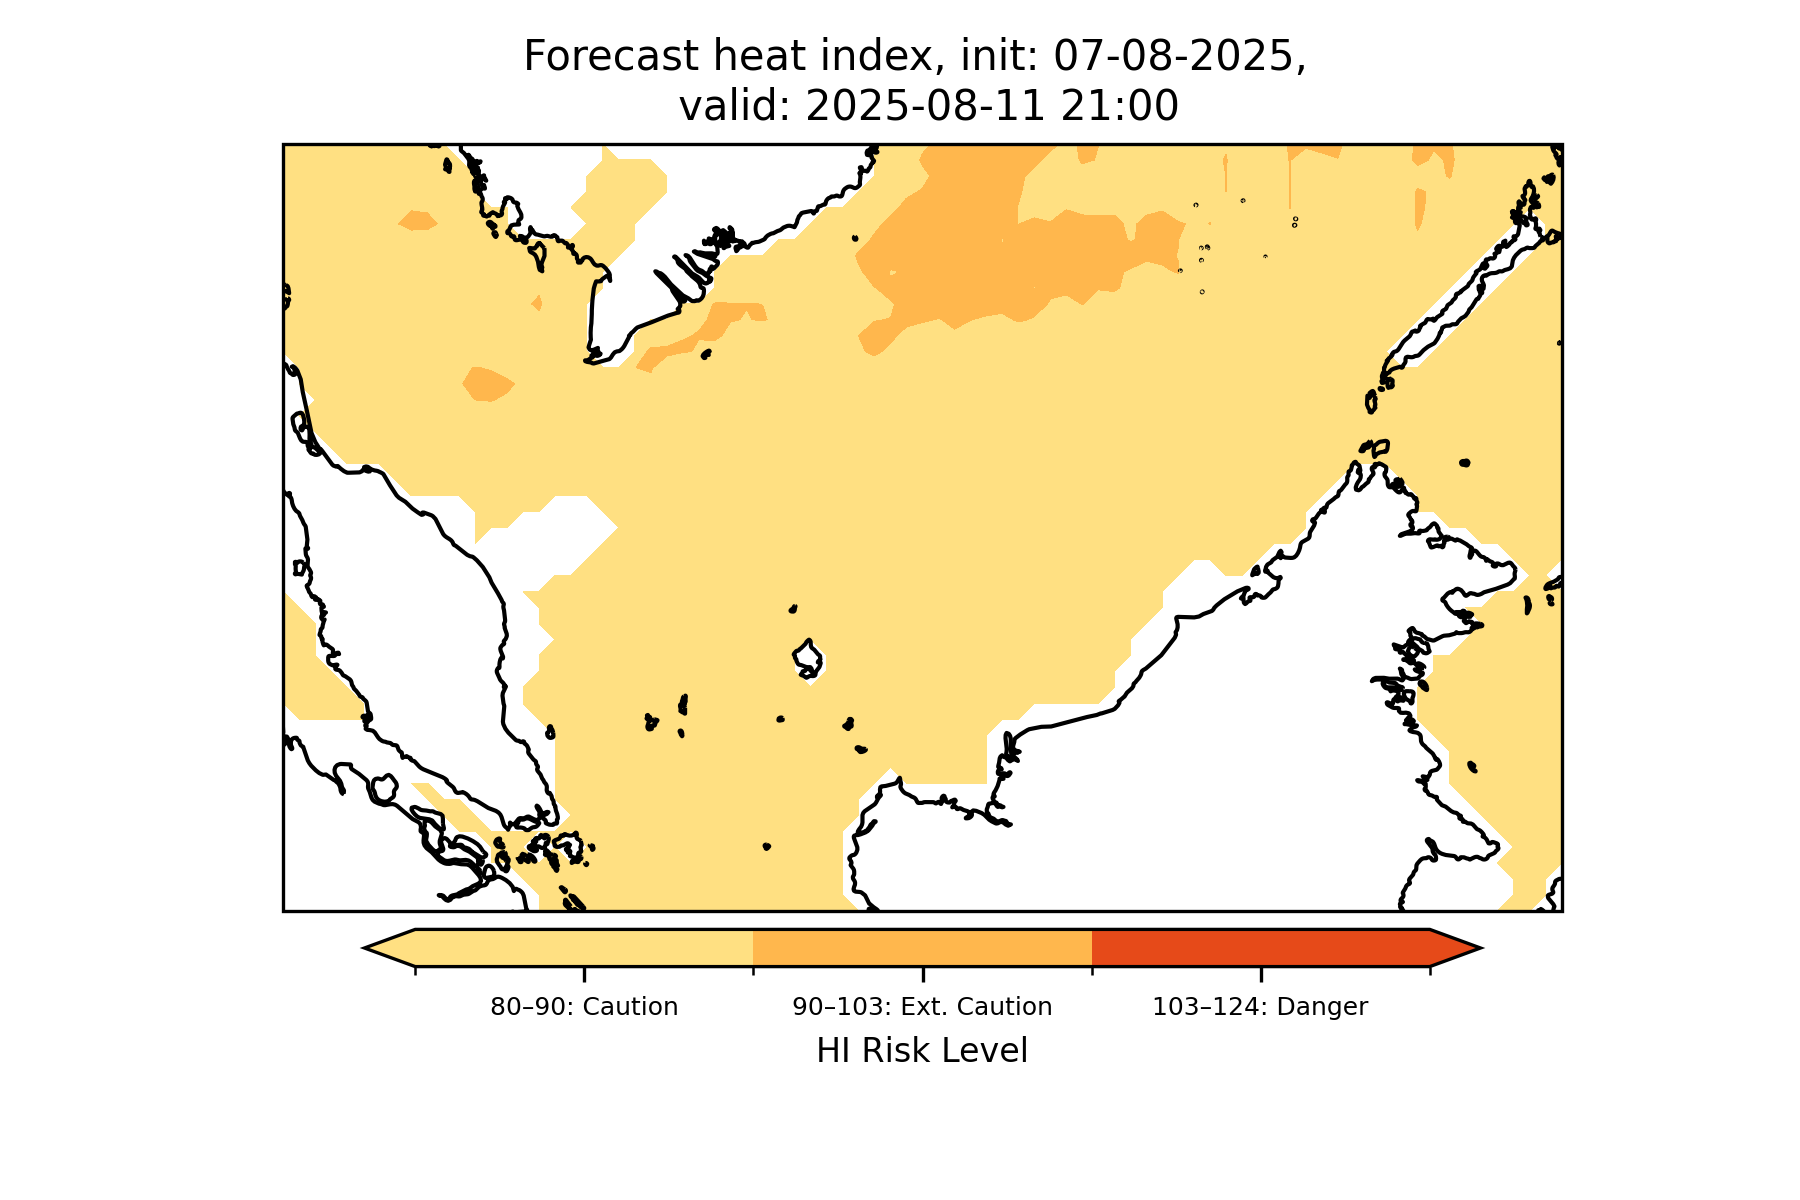 Forecast heat index, init: 07-08-2025,
valid: 2025-08-11 21:00
80–90: Caution
90–103: Ext. Caution
103–124: Danger
HI Risk Level